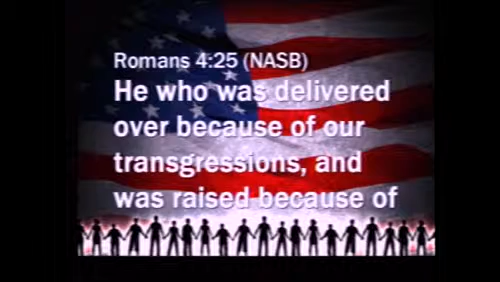 Romans 4:25 (NASB)
He who was delivered
over because of our
transgressions, and
was raised because of